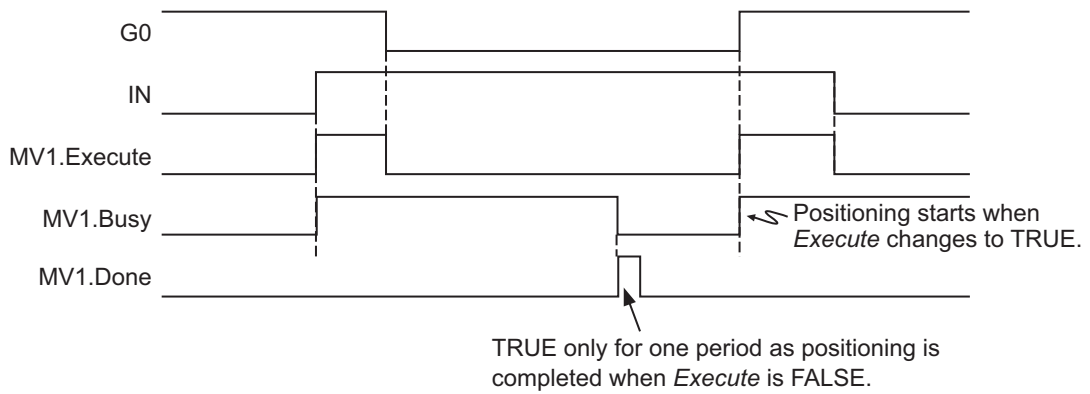 G0
IN
MV1.Execute
MV1.Busy
Positioning starts when
Execute changes to TRUE.
MV1.Done
TRUE only for one period as positioning is
completed when Execute is FALSE.